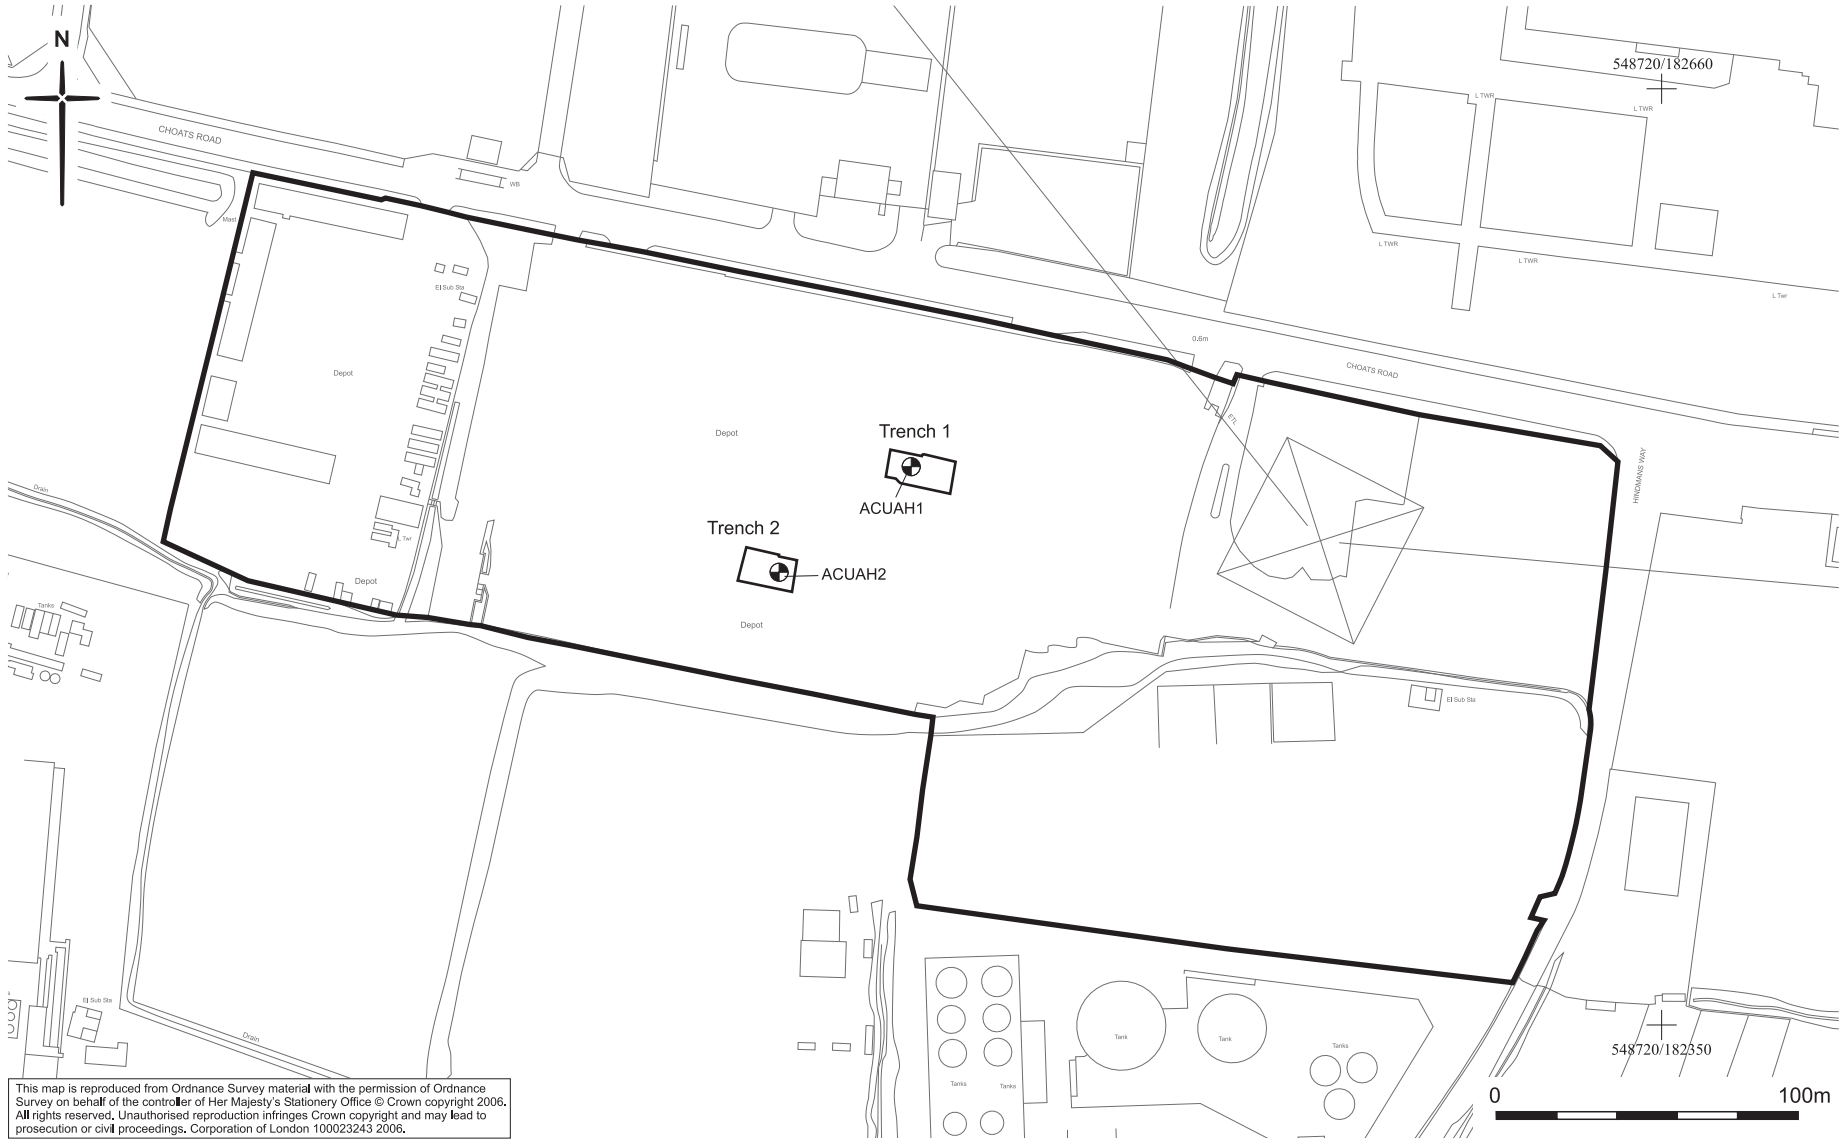 N
548720/182660
L TWR
L TWR
CHOATS ROAD
WB
Mast
L TWR
L TWR
El Sub Sta
L Twr
0.6m
CHOATS ROAD
Depot
ETL
Depot
Trench 1
HINDMANS WAY
Drain
ACUAH1
Trench 2
L Twr
ACUAH2
Depot
Tanks
Depot
El Sub Sta
El Sub Sta
Drain
Tank
Tank
Tanks
548720/182350
Tanks
Tanks
This map is reproduced from Ordnance Survey material with the permission of Ordnance
Survey on behalf of the controller of Her Majesty's Stationery Office © Crown copyright 2006.
All rights reserved. Unauthorised reproduction infringes Crown copyright and may lead to
prosecution or civil proceedings. Corporation of London 100023243 2006.
0 100m